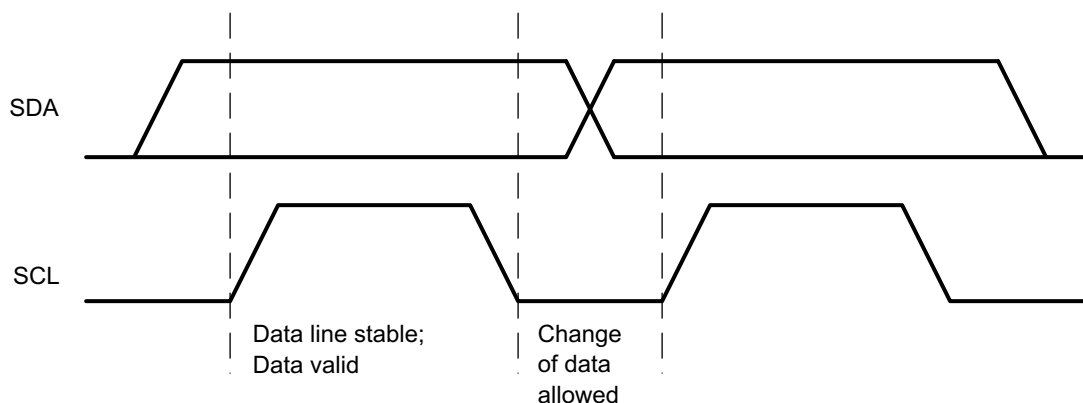 SDA
SCL
Data line stable;
Data valid
Change
of data
allowed